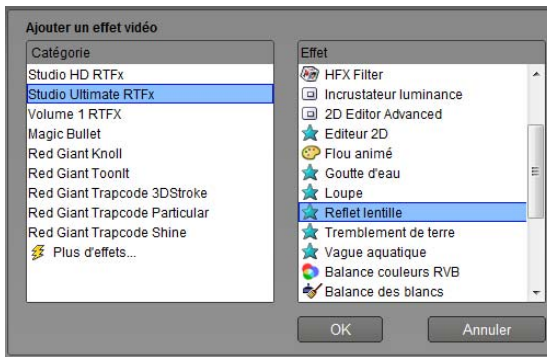 Ajouter un effet vidéo
Catégorie
Studio HD RTFx
Studio Ultimate RTFx
Volume 1 RTFX
Magic Bullet
Red Giant Knoll
Red Giant ToonIt
Red Giant Trapcode 3DStroke
Red Giant Trapcode Particular
Red Giant Trapcode Shine
Plus d'effets...
Effet
HFX Filter
Incrustateur luminance
2D Editor Advanced
Editeur 2D
Flou animé
Goutte d'eau
Loupe
Reflet lentille
Tremblement de terre
Vague aquatique
Balance couleurs RVB
Balance des blancs
OK
Annuler